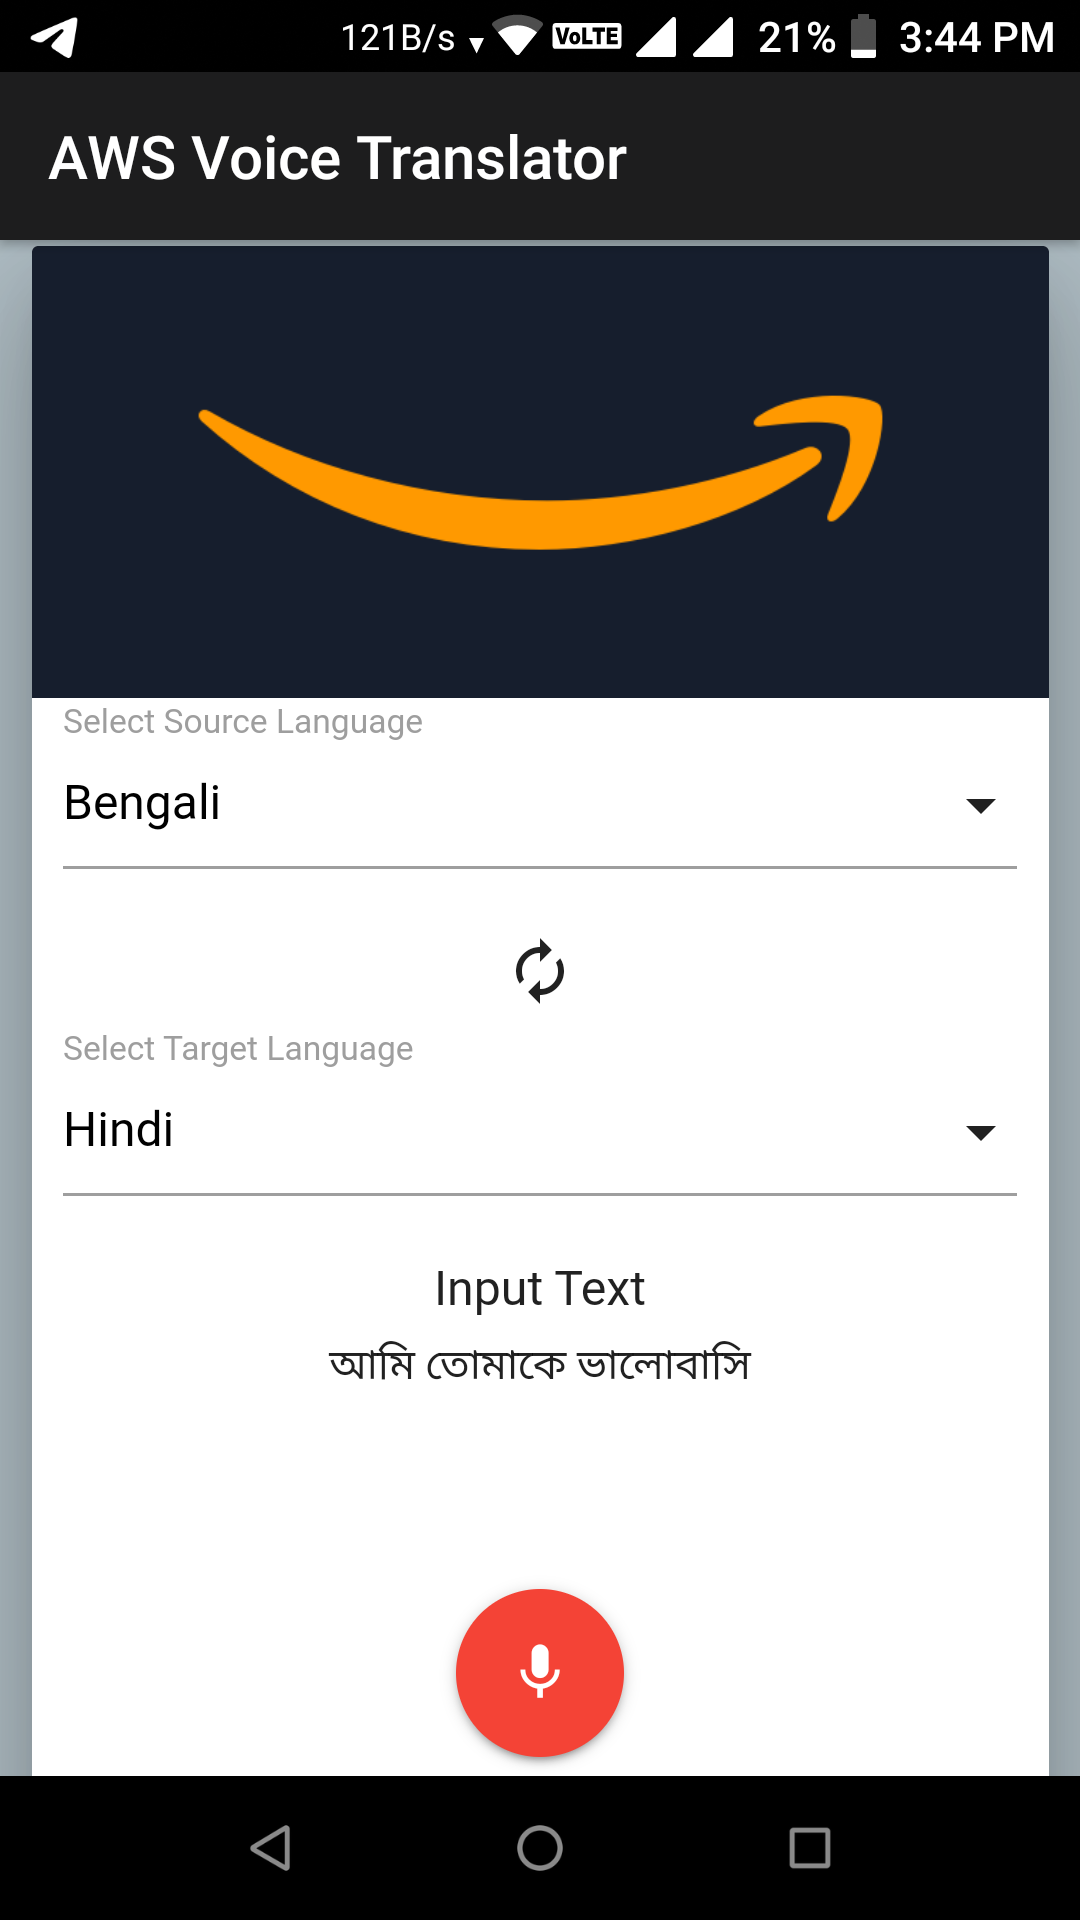 121B/s VoLTE 21% 3:44 PM
AWS Voice Translator
Select Source Language
Bengali
Select Target Language
Hindi
Input Text
আমি তোমাকে ভালোবাসি